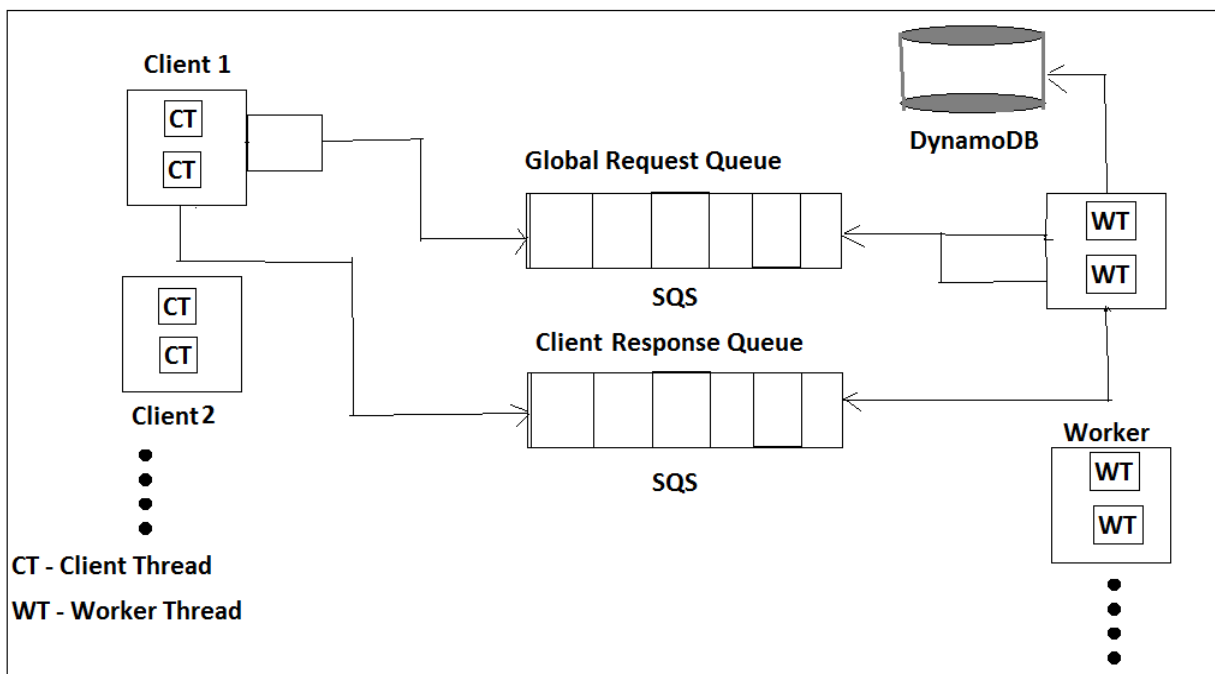 Client 1
CT
CT
Global Request Queue
SQS
DynamoDB
WT
WT
CT
CT
Client 2
Client Response Queue
SQS
Worker
WT
WT
CT - Client Thread
WT - Worker Thread